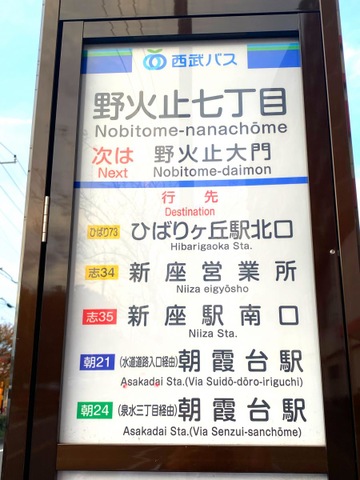 西武バス
野火止七丁目
Nobitome-nanachōme
次は 野火止大門
Next Nobitome-daimon
行先
Destination
ひばり73 ひばりヶ丘駅北口
Hibarigaoka Sta.
志34 新座営業所
Niiza eigyōsho
志35 新座駅南口
Niiza Sta.
朝21 (水道道路入口経由) 朝霞台駅
Asakadai Sta.(Via Suidō-dōro-iriguchi)
朝24 (泉水三丁目経由) 朝霞台駅
Asakadai Sta.(Via Senzui-sanchōme)